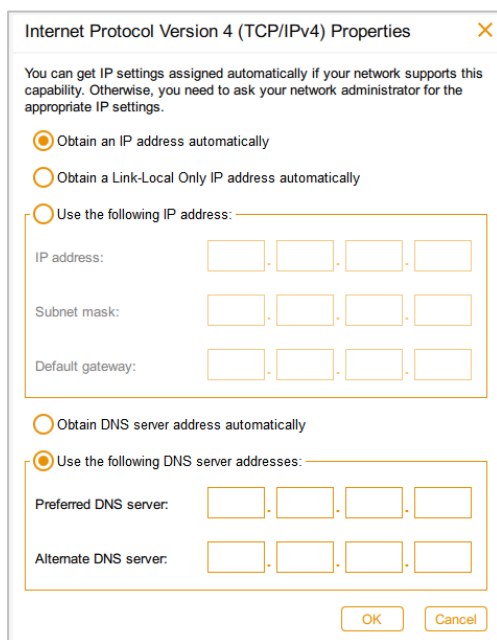 Internet Protocol Version 4 (TCP/IPv4) Properties
You can get IP settings assigned automatically if your network supports this
capability. Otherwise, you need to ask your network administrator for the
appropriate IP settings.
Obtain an IP address automatically
Obtain a Link-Local Only IP address automatically
Use the following IP address:
IP address: . . .
Subnet mask: . . .
Default gateway: . . .
Obtain DNS server address automatically
Use the following DNS server addresses:
Preferred DNS server: . . .
Alternate DNS server: . . .
OK Cancel